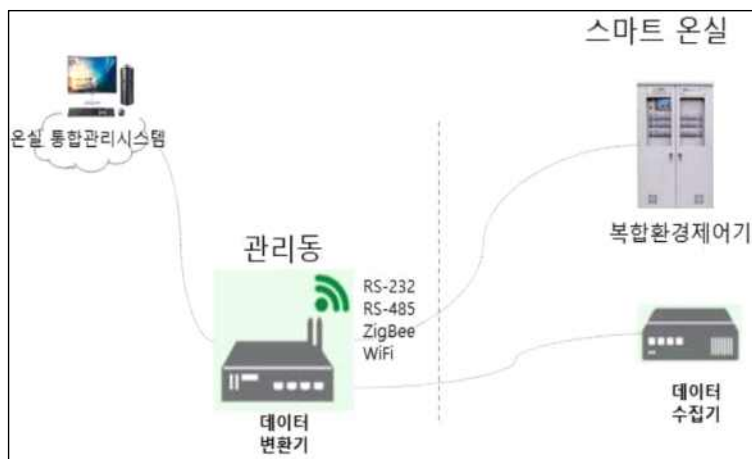 스마트 온실
온실 통합관리시스템
복합환경제어기
관리동
RS-232
RS-485
ZigBee
WiFi
데이터
변환기
데이터
수집기